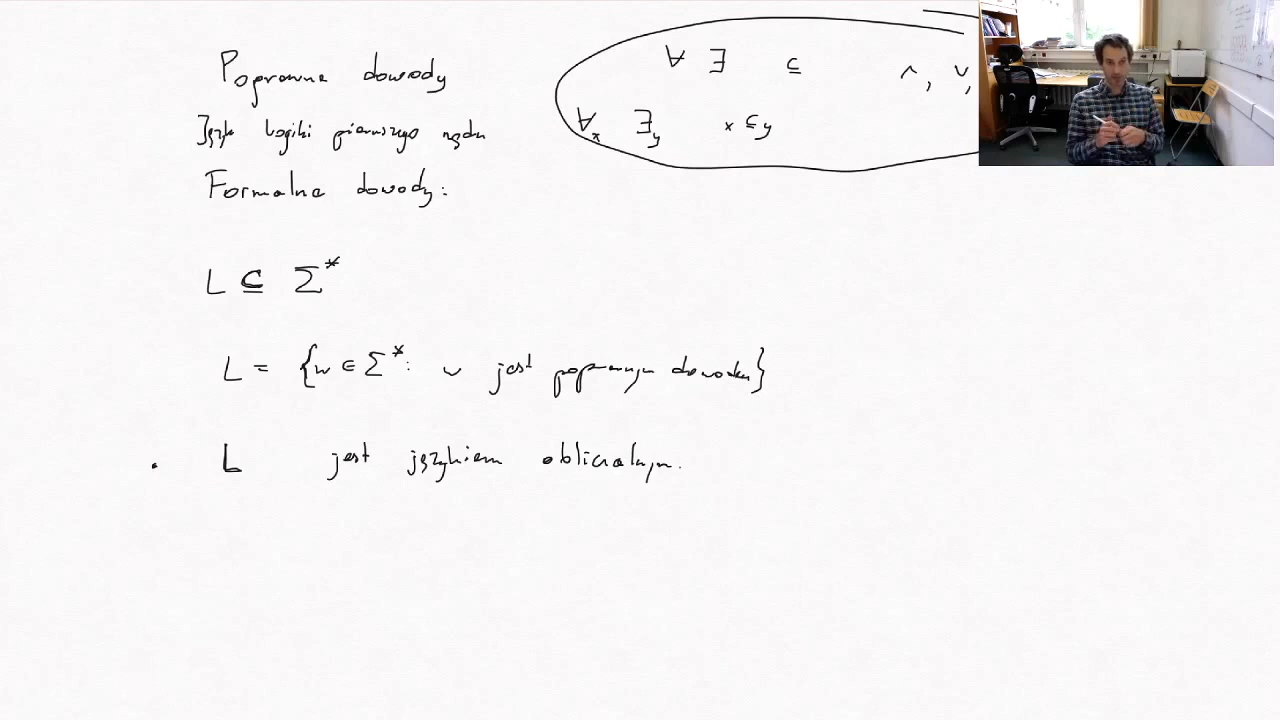 Poprawne dowody
Język logiki pierwszego rzędu
Formalne dowody:
∀ ∃ ⊆ ∧, ∨,
∀x ∃y x ⊆ y
L ⊆ Σ*
L = {w ∈ Σ*: w jest poprawnym dowodem}
• L jest językiem obliczalnym.